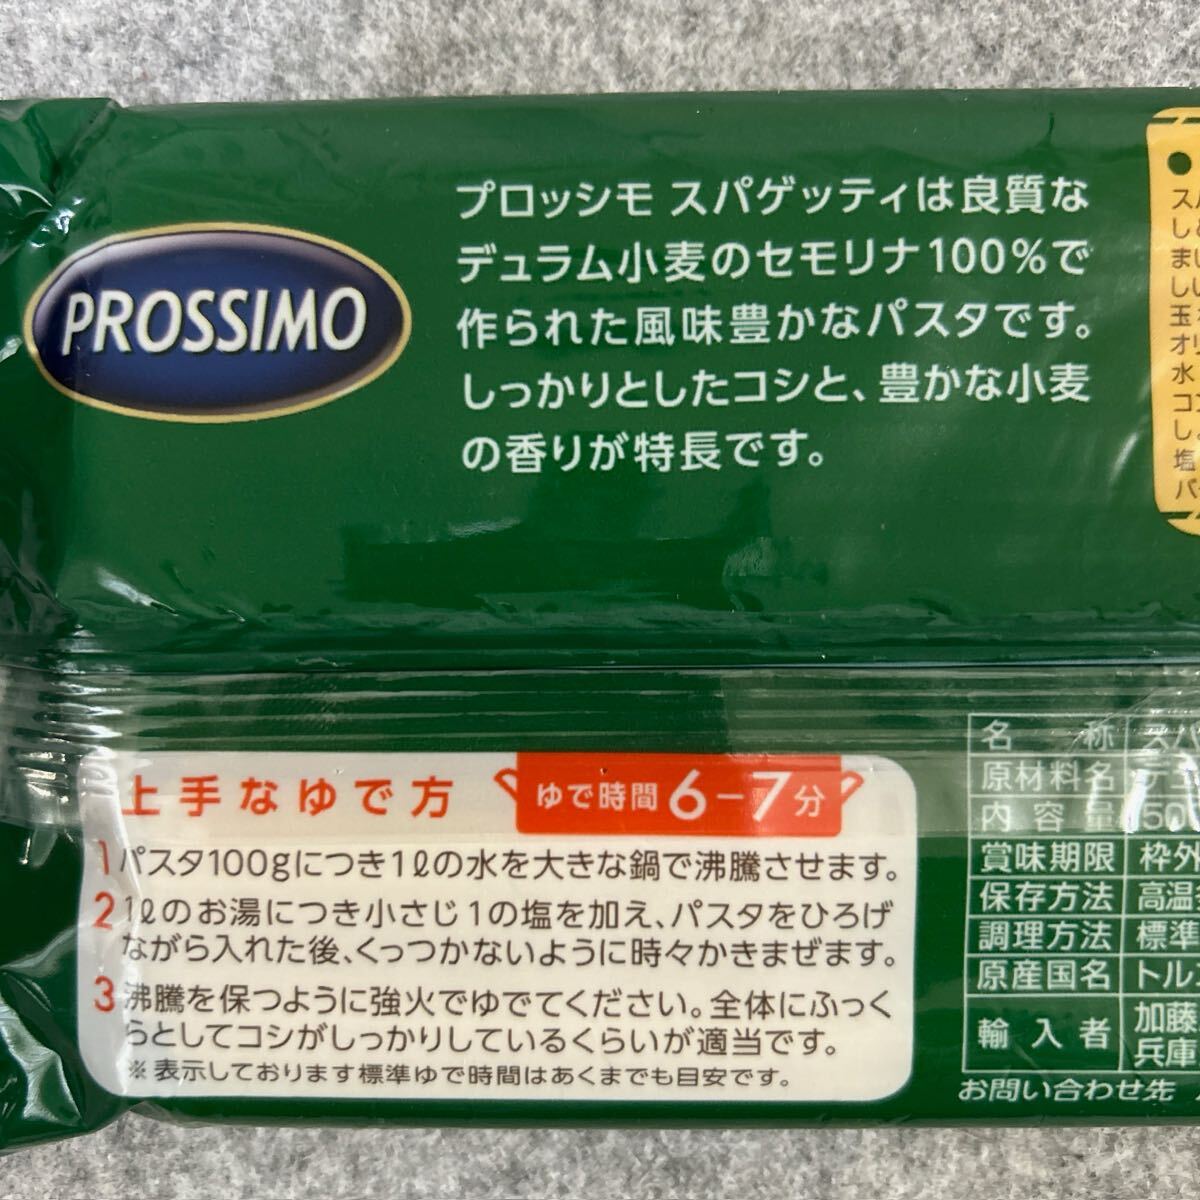 PROSSIMO
プロッシモ スパゲッティは良質な
デュラム小麦のセモリナ100%で
作られた風味豊かなパスタです。
しっかりとしたコシと、豊かな小麦
の香りが特長です。
●
しい
玉
オリ
水
し
塩
上手なゆで方
ゆで時間 6−7分
1 パスタ100gにつき1ℓの水を大きな鍋で沸騰させます。
2 1ℓのお湯につき小さじ1の塩を加え、パスタをひろげ
ながら入れた後、くっつかないように時々かきまぜます。
3 沸騰を保つように強火でゆでてください。全体にふっく
らとしてコシがしっかりしているくらいが適当です。
※表示しております標準ゆで時間はあくまでも目安です。
名称 スパ
原材料名 デュ
内容量 50
賞味期限 枠外
保存方法 高温
調理方法 標準
原産国名 トル
輸入者 加藤
兵庫
お問い合わせ先